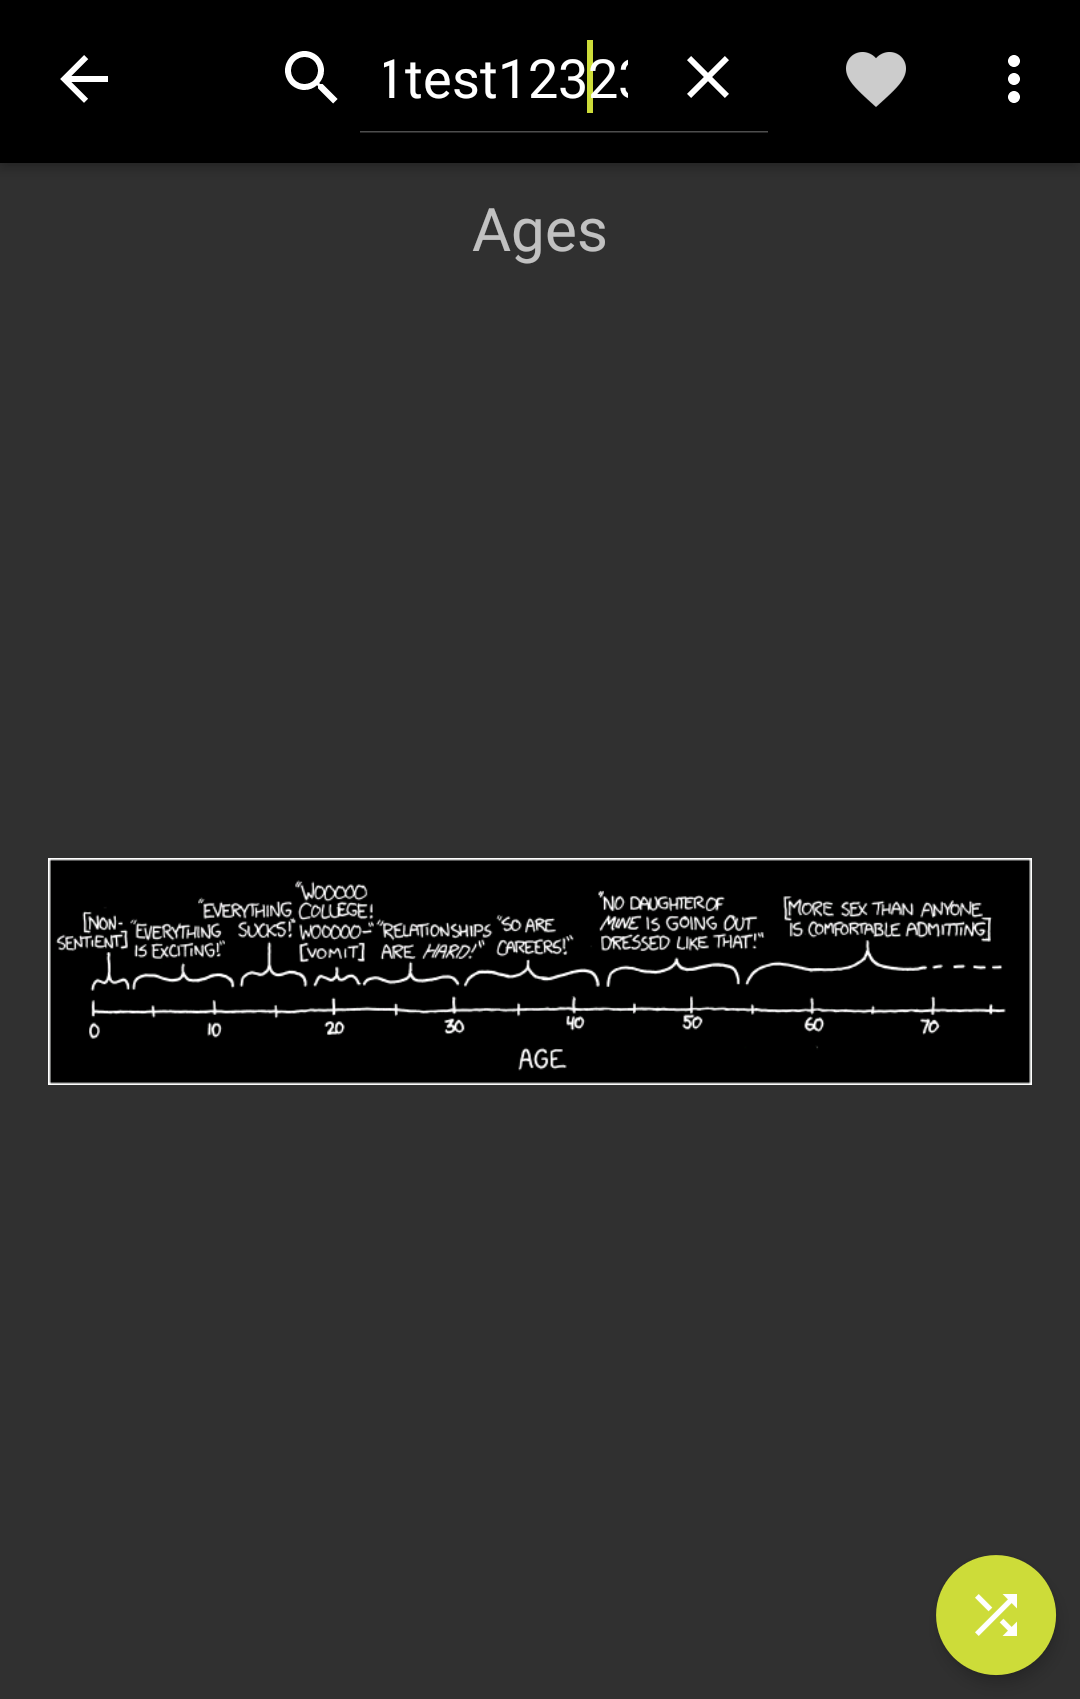 1test12323
Ages
[NON-
SENTIENT]
"EVERYTHING
IS EXCITING!"
"EVERYTHING
SUCKS!"
"WOOOOO
COLLEGE!
WOOOOO-"
[VOMIT]
"RELATIONSHIPS
ARE HARD!"
"SO ARE
CAREERS!"
"NO DAUGHTER OF
MINE IS GOING OUT
DRESSED LIKE THAT!"
[MORE SEX THAN ANYONE
IS COMFORTABLE ADMITTING]
0 10 20 30 40 50 60 70
AGE